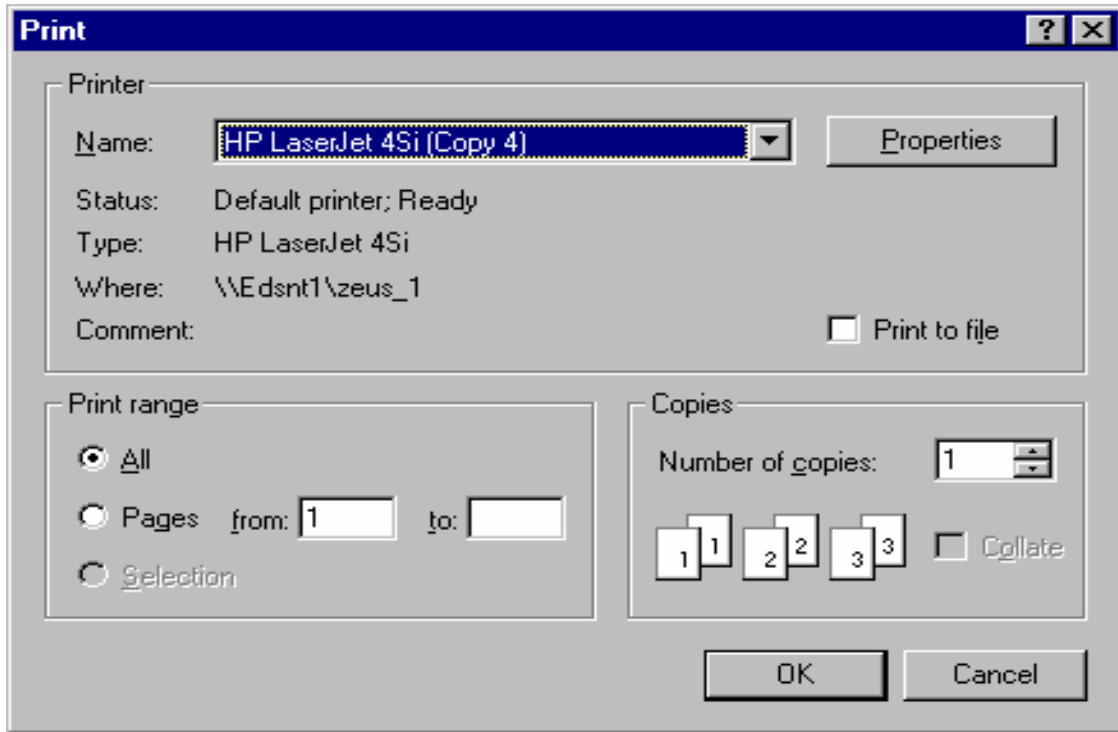 Print
Printer
Name: HP LaserJet 4Si (Copy 4) Properties
Status: Default printer; Ready
Type: HP LaserJet 4Si
Where: \\Edsnt1\zeus_1
Comment: Print to file
Print range
All
Pages from: 1 to:
Selection
Copies
Number of copies: 1
1 1 2 2 3 3 Collate
OK Cancel